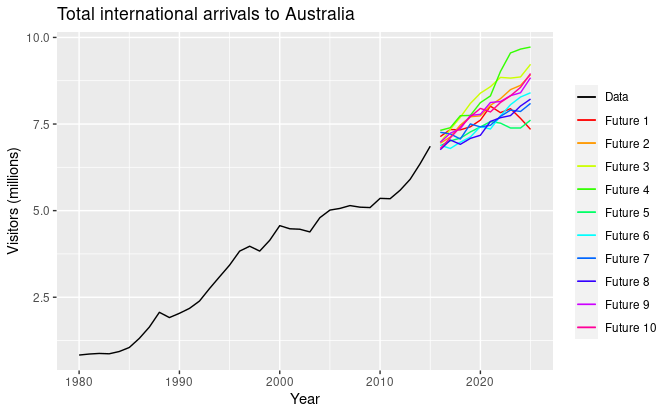 Total international arrivals to Australia
Visitors (millions)
10.0
7.5
5.0
2.5
1980
1990
2000
2010
2020
Year
Data
Future 1
Future 2
Future 3
Future 4
Future 5
Future 6
Future 7
Future 8
Future 9
Future 10